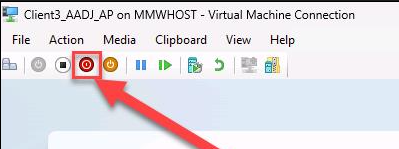 Client3_AADJ_AP on MMWHOST - Virtual Machine Connection
File Action Media Clipboard View Help